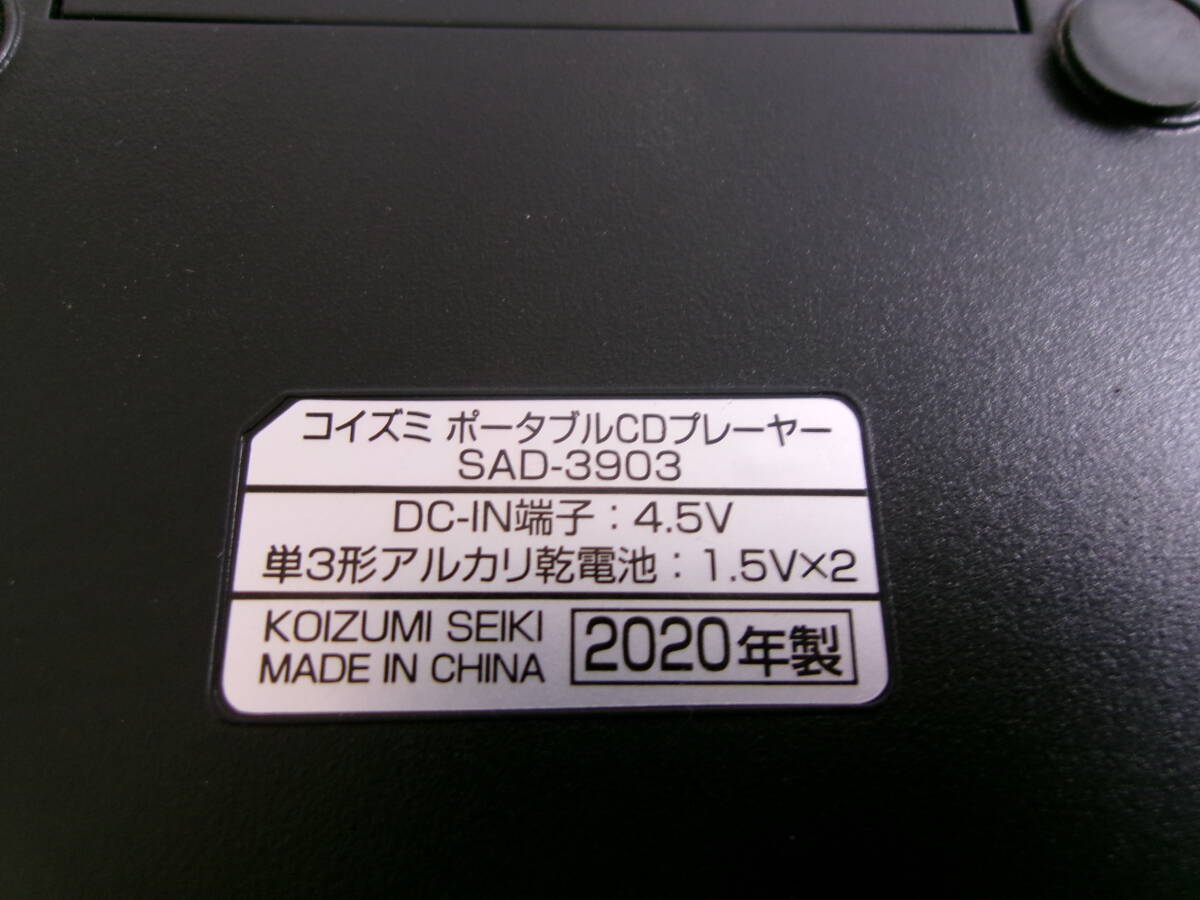 コイズミ ポータブルCDプレーヤー
SAD-3903
DC-IN端子：4.5V
単3形アルカリ乾電池：1.5V×2
KOIZUMI SEIKI
MADE IN CHINA
2020年製